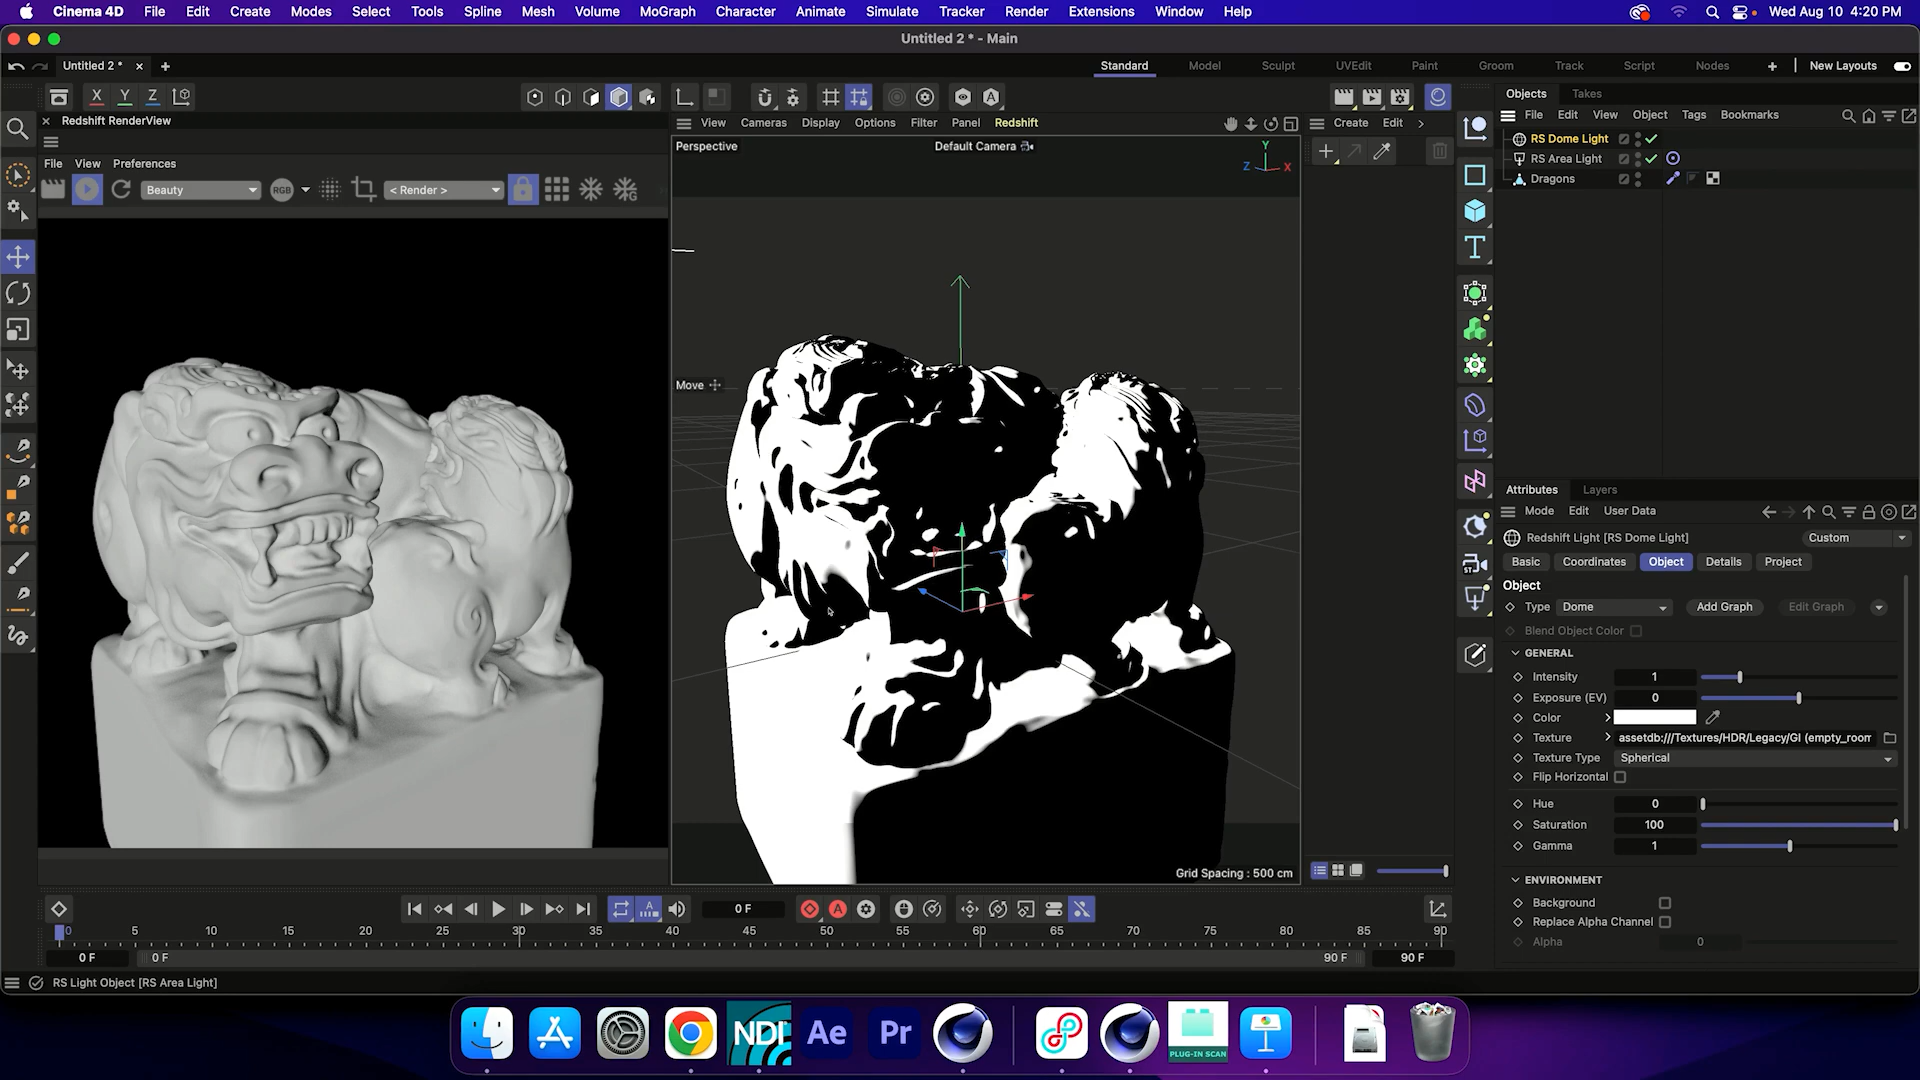 Cinema 4D File Edit Create Modes Select Tools Spline Mesh Volume MoGraph Character Animate Simulate Tracker Render Extensions Window Help Wed Aug 10 4:20 PM
Untitled 2 * - Main
Untitled 2 * × + Standard Model Sculpt UVEdit Paint Groom Track Script Nodes + New Layouts
X Y Z
Objects Takes
Redshift RenderView
View Cameras Display Options Filter Panel Redshift
Create Edit
File Edit View Object Tags Bookmarks
File View Preferences
Perspective Default Camera
Y
Z X
RS Dome Light
RS Area Light
Dragons
Beauty RGB < Render >
Move
Grid Spacing : 500 cm
Attributes Layers
Mode Edit User Data
Redshift Light [RS Dome Light] Custom
Basic Coordinates Object Details Project
Object
Type Dome Add Graph Edit Graph
Blend Object Color
GENERAL
Intensity 1
Exposure (EV) 0
Color
Texture assetdb:///Textures/HDR/Legacy/GI (empty_room
Texture Type Spherical
Flip Horizontal
Hue 0
Saturation 100
Gamma 1
ENVIRONMENT
Background
Replace Alpha Channel
Alpha 0
0 F
0 5 10 15 20 25 30 35 40 45 50 55 60 65 70 75 80 85 90
0 F 0 F 90 F 90 F
RS Light Object [RS Area Light]
NDI Ae Pr PLUG-IN SCAN